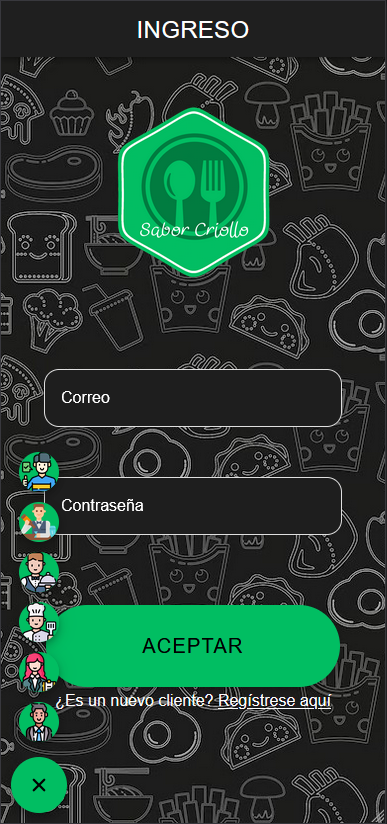 INGRESO
Sabor Criollo
Correo
Contraseña
ACEPTAR
¿Es un nuevo cliente? Regístrese aquí